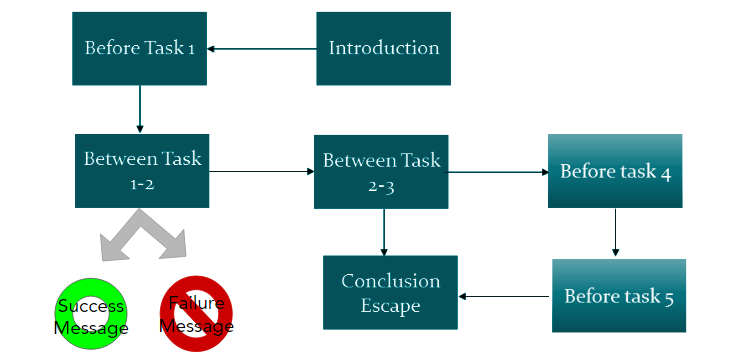 Before Task 1
Introduction
Between Task
1-2
Between Task
2-3
Before task 4
Conclusion
Escape
Before task 5
Success
Message
Failure
Message